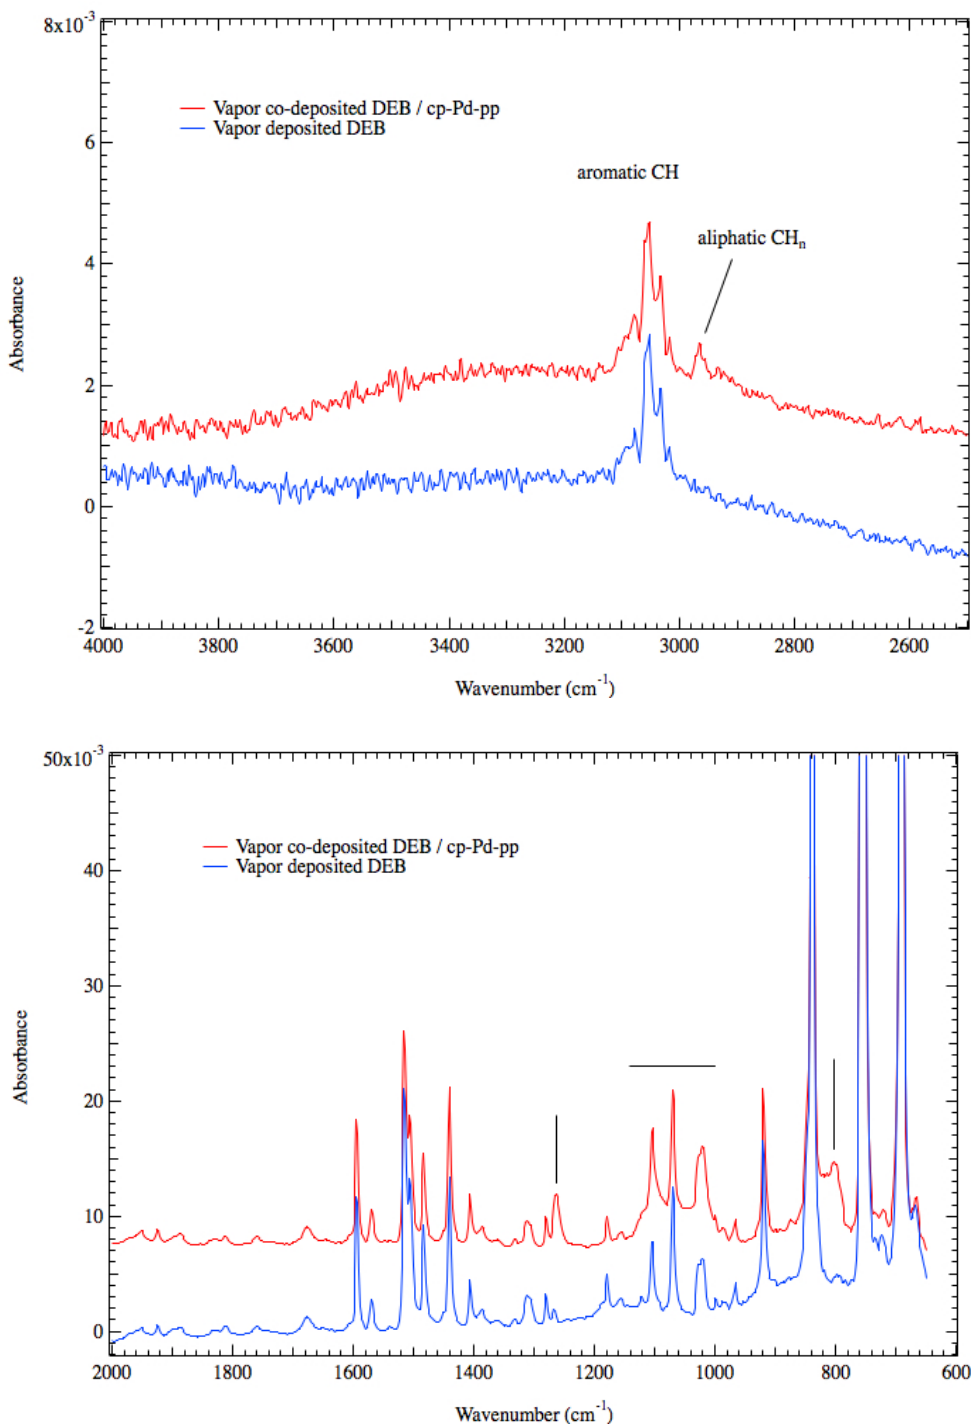 8x10-3
Vapor co-deposited DEB / cp-Pd-pp
Vapor deposited DEB
aromatic CH
aliphatic CHn
6
4
2
0
-2
Absorbance
4000 3800 3600 3400 3200 3000 2800 2600
Wavenumber (cm-1)
50x10-3
Vapor co-deposited DEB / cp-Pd-pp
Vapor deposited DEB
40
30
20
10
0
Absorbance
2000 1800 1600 1400 1200 1000 800 600
Wavenumber (cm-1)